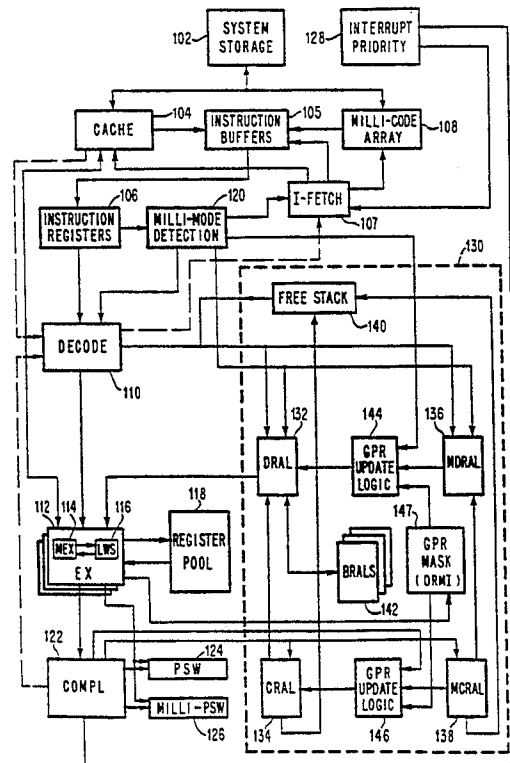 SYSTEM
STORAGE
102
128
INTERRUPT
PRIORITY
104
CACHE
105
INSTRUCTION
BUFFERS
MILLI-CODE
ARRAY
108
106
INSTRUCTION
REGISTERS
120
MILLI-MODE
DETECTION
I-FETCH
107
130
FREE STACK
140
DECODE
110
132
DRAL
144
GPR
UPDATE
LOGIC
136
MDRAL
112
114
116
MEX
LWS
EX
118
REGISTER
POOL
147
GPR
MASK
(DRMI)
BRALS
142
122
COMPL
124
PSW
MILLI-PSW
126
CRAL
134
GPR
UPDATE
LOGIC
146
MCRAL
138